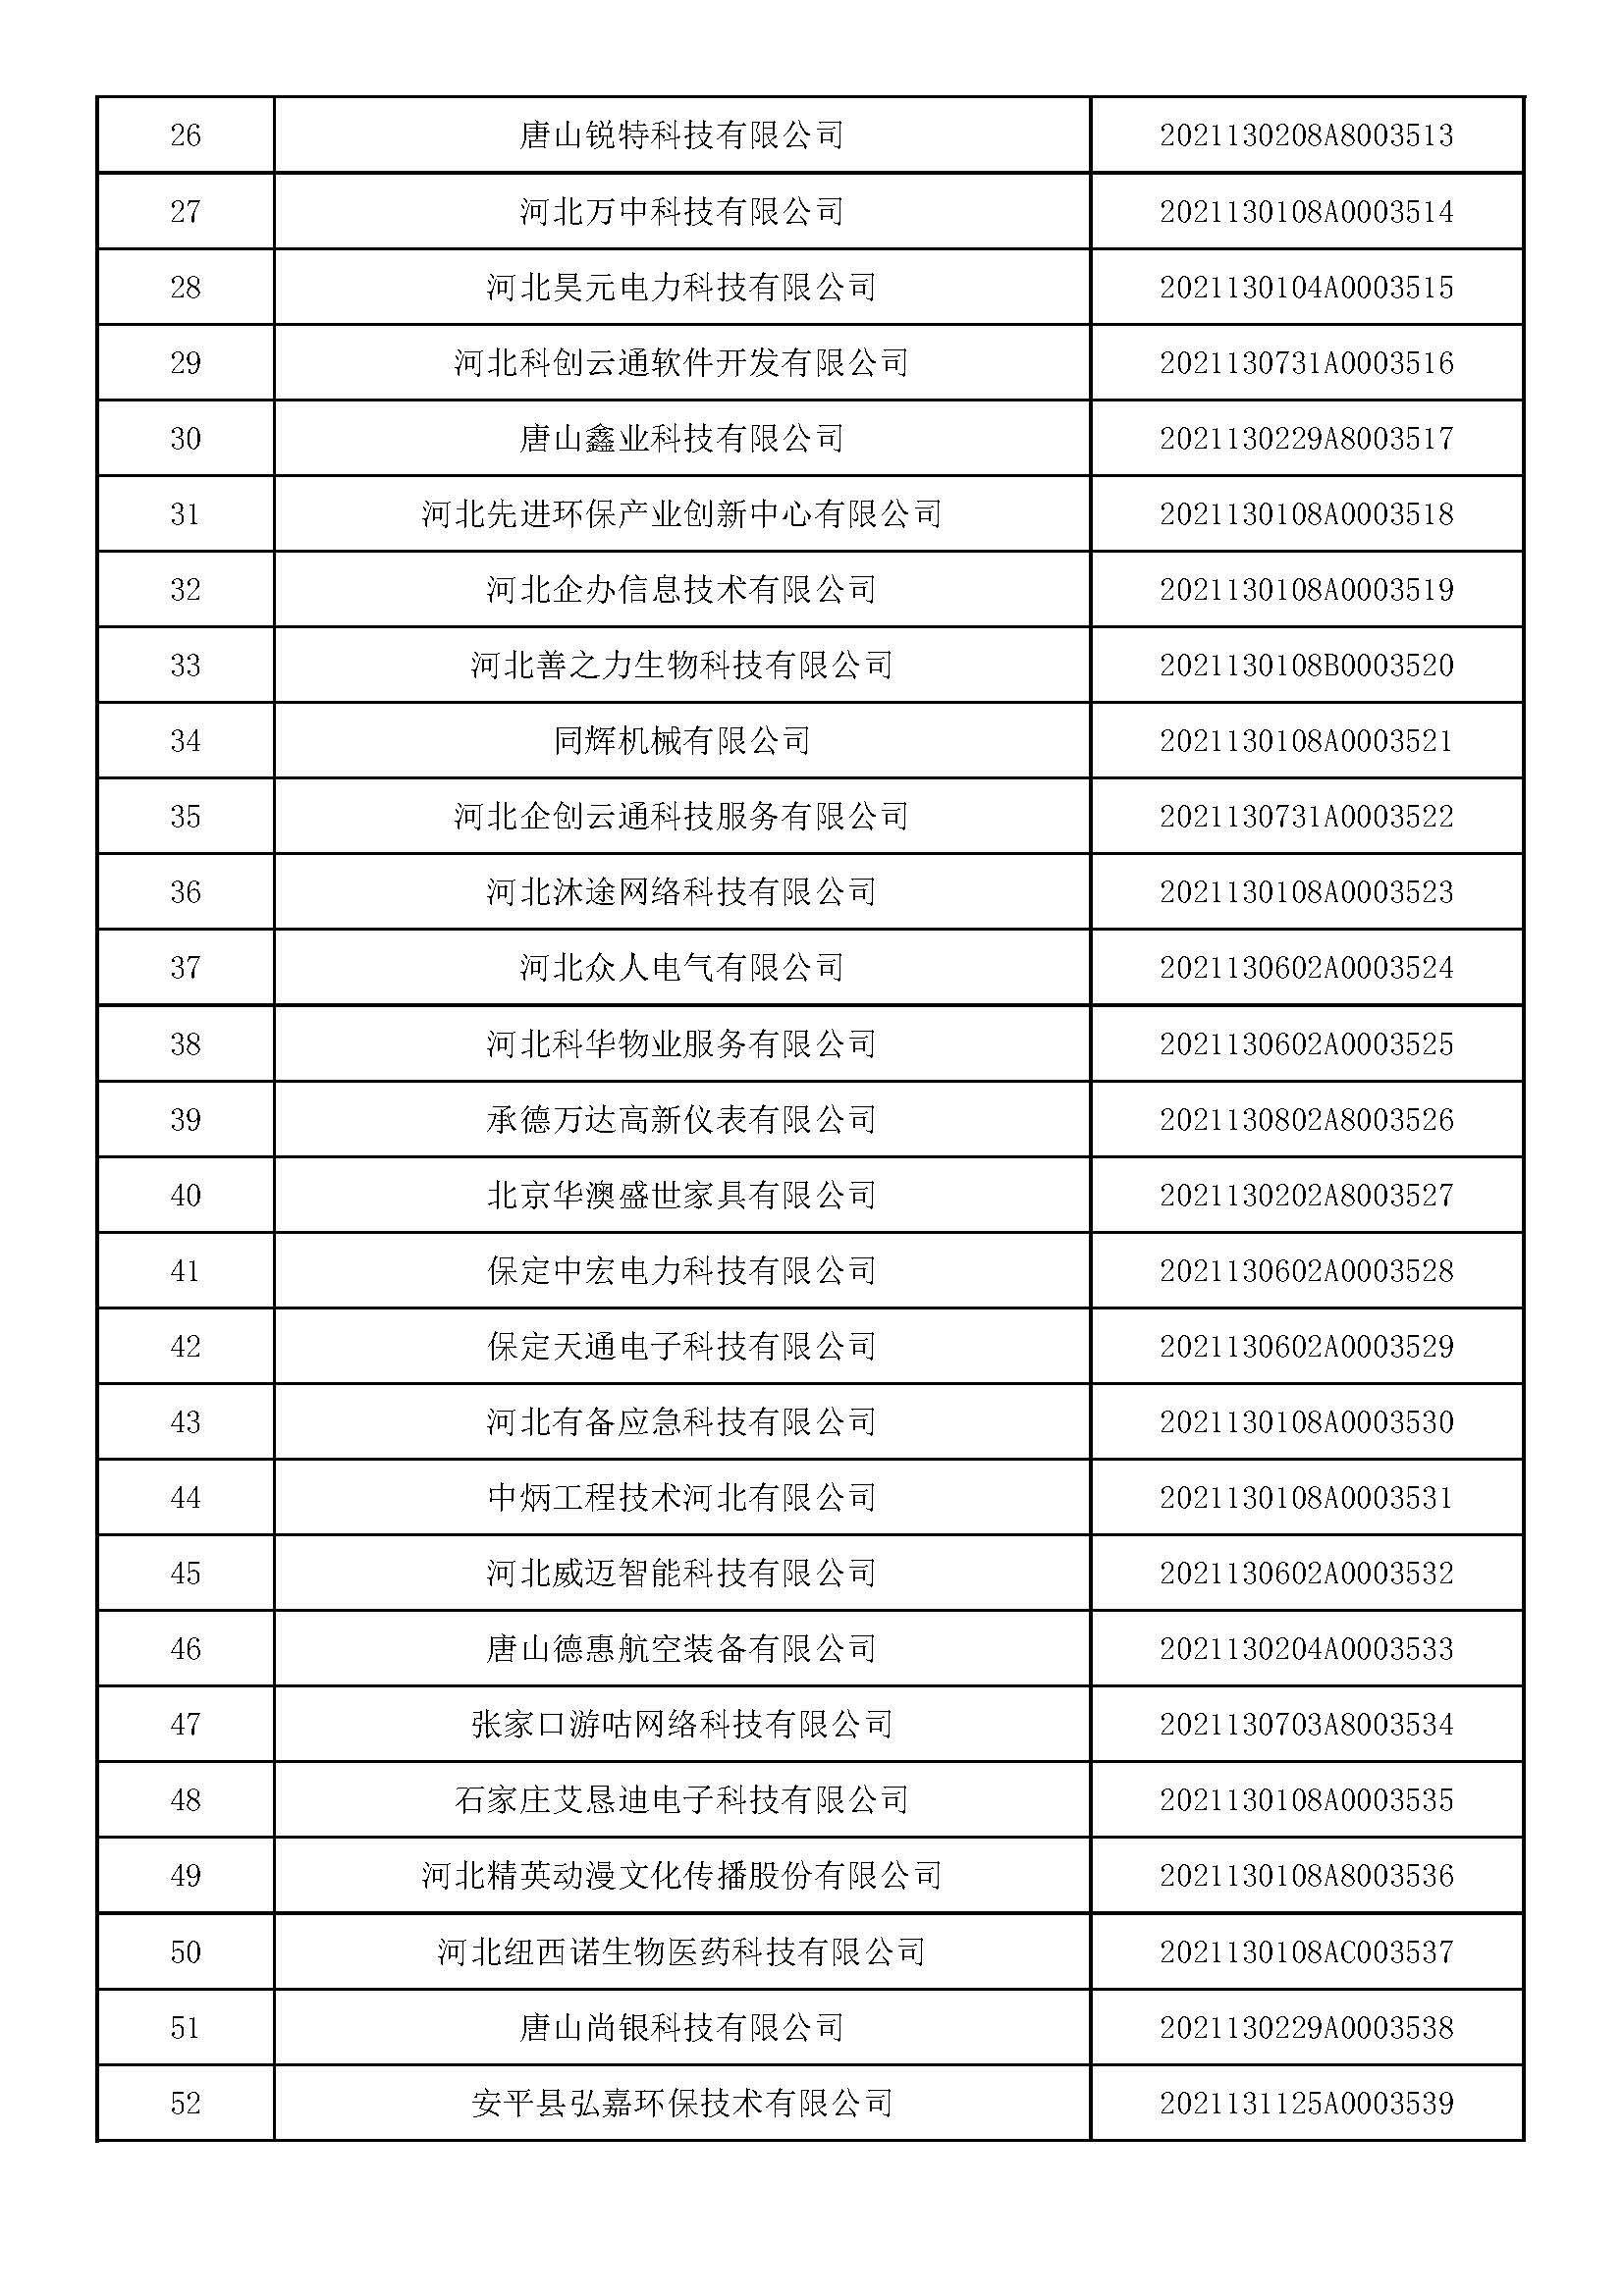 26 唐山锐特科技有限公司 2021130208A8003513
27 河北万中科技有限公司 2021130108A0003514
28 河北昊元电力科技有限公司 2021130104A0003515
29 河北科创云通软件开发有限公司 2021130731A0003516
30 唐山鑫业科技有限公司 2021130229A8003517
31 河北先进环保产业创新中心有限公司 2021130108A0003518
32 河北企办信息技术有限公司 2021130108A0003519
33 河北善之力生物科技有限公司 2021130108B0003520
34 同辉机械有限公司 2021130108A0003521
35 河北企创云通科技服务有限公司 2021130731A0003522
36 河北沐途网络科技有限公司 2021130108A0003523
37 河北众人电气有限公司 2021130602A0003524
38 河北科华物业服务有限公司 2021130602A0003525
39 承德万达高新仪表有限公司 2021130802A8003526
40 北京华澳盛世家具有限公司 2021130202A8003527
41 保定中宏电力科技有限公司 2021130602A0003528
42 保定天通电子科技有限公司 2021130602A0003529
43 河北有备应急科技有限公司 2021130108A0003530
44 中炳工程技术河北有限公司 2021130108A0003531
45 河北威迈智能科技有限公司 2021130602A0003532
46 唐山德惠航空装备有限公司 2021130204A0003533
47 张家口游咕网络科技有限公司 2021130703A8003534
48 石家庄艾恳迪电子科技有限公司 2021130108A0003535
49 河北精英动漫文化传播股份有限公司 2021130108A8003536
50 河北纽西诺生物医药科技有限公司 2021130108AC003537
51 唐山尚银科技有限公司 2021130229A0003538
52 安平县弘嘉环保技术有限公司 2021131125A0003539